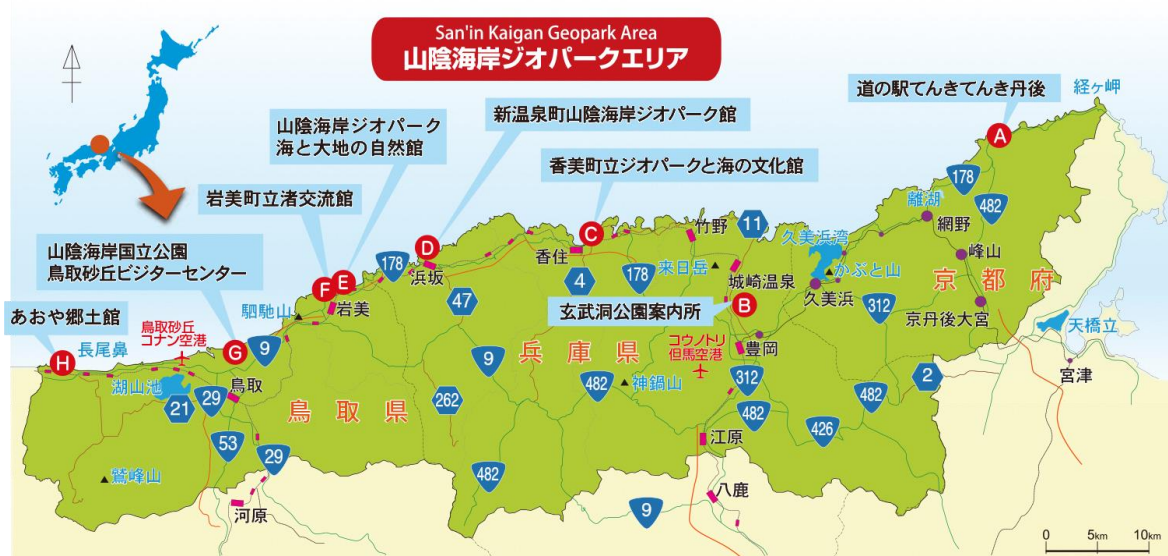 San'in Kaigan Geopark Area
山陰海岸ジオパークエリア
道の駅てんきてんき丹後
経ヶ岬
新温泉町山陰海岸ジオパーク館
山陰海岸ジオパーク
海と大地の自然館
香美町立ジオパークと海の文化館
岩美町立渚交流館
山陰海岸国立公園
鳥取砂丘ビジターセンター
あおや郷土館
A
178
482
離湖
網野
峰山
京都府
京丹後大宮
天橋立
宮津
C
竹野
11
久美浜湾
かぶと山
久美浜
312
D
178
浜坂
香住
4
178
来日岳
城崎温泉
玄武洞公園案内所
B
F
E
岩美
47
駟馳山
9
兵庫県
コウノトリ
但馬空港
豊岡
H
長尾鼻
鳥取砂丘
コナン空港
G
9
湖山池
鳥取
21
29
鳥取県
262
482
神鍋山
312
482
2
482
426
53
29
江原
鷲峰山
482
八鹿
河原
9
0
5km
10km